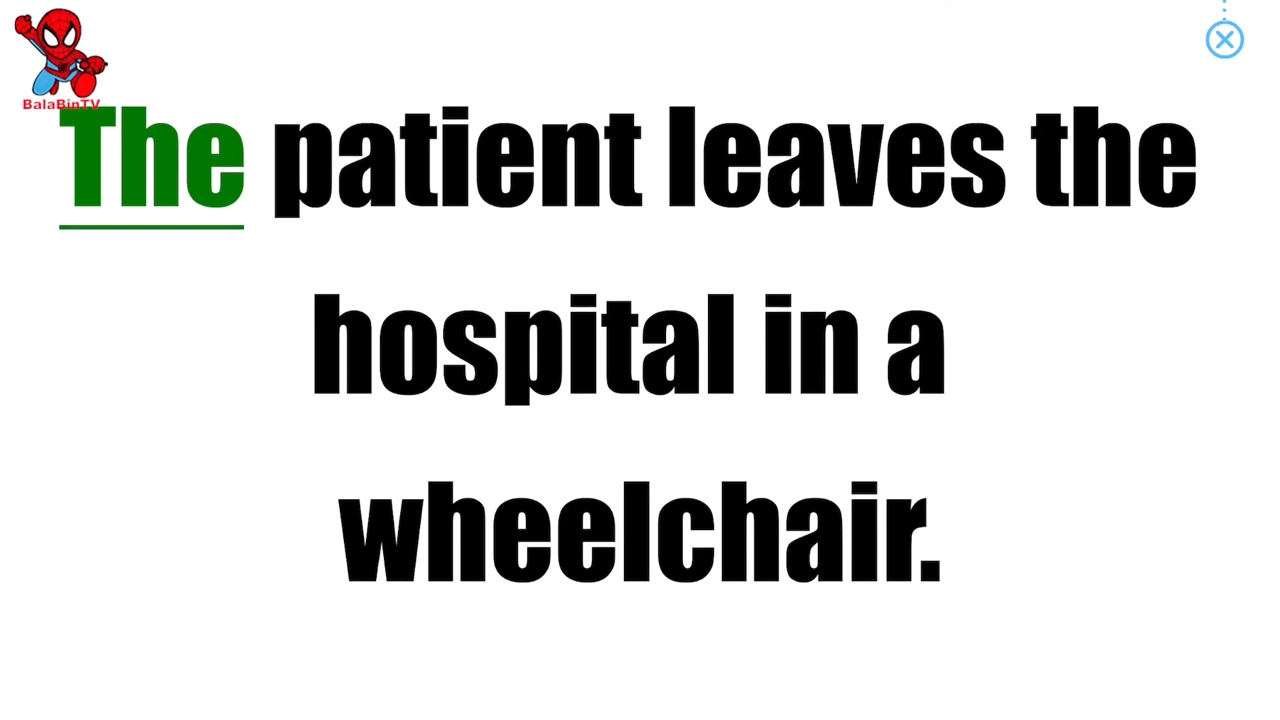 BalaBinTV
The patient leaves the
hospital in a
wheelchair.